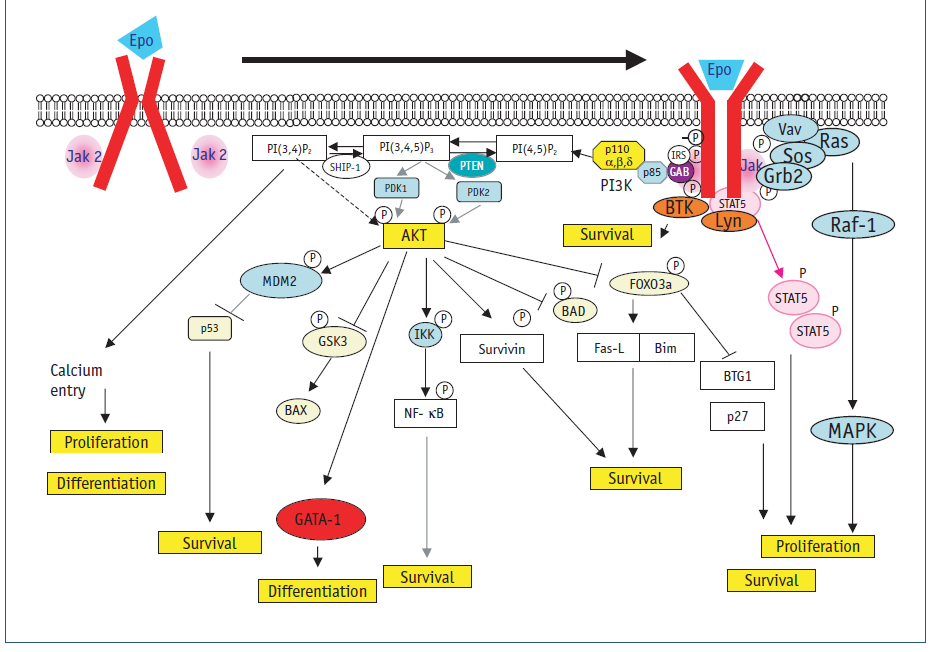 Epo
Epo
Jak 2
Jak 2
PI(3,4)P₂
SHIP-1
PI(3,4,5)P₃
PTEN
PI(4,5)P₂
p110
α,β,δ
PI3K
p85
IRS
P
P
GAB
P
Jak
P
P
Vav
Sos
Grb2
Ras
PDK1
PDK2
P
P
AKT
BTK
STAT5
Lyn
Survival
Raf-1
P
MDM2
p53
P
GSK3
BAX
IKK
P
P
NF- κB
P
Survivin
P
BAD
P
FOXO3a
Fas-L
Bim
BTG1
p27
P
STAT5
P
STAT5
MAPK
Calcium
entry
Proliferation
Differentiation
Survival
GATA-1
Differentiation
Survival
Survival
Proliferation
Survival